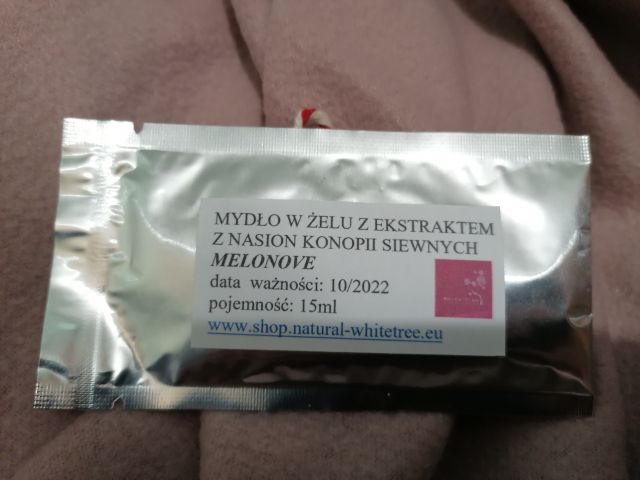 MYDŁO W ŻELU Z EKSTRAKTEM
Z NASION KONOPII SIEWNYCH
MELONOVE
data ważności: 10/2022
pojemność: 15ml
www.shop.natural-whitetree.eu